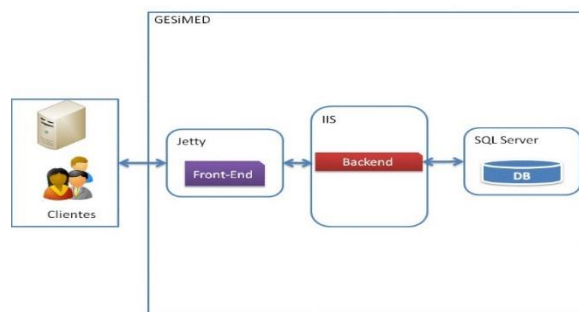 GESiMED
IIS
Jetty
SQL Server
Front-End
Backend
DB
Clientes